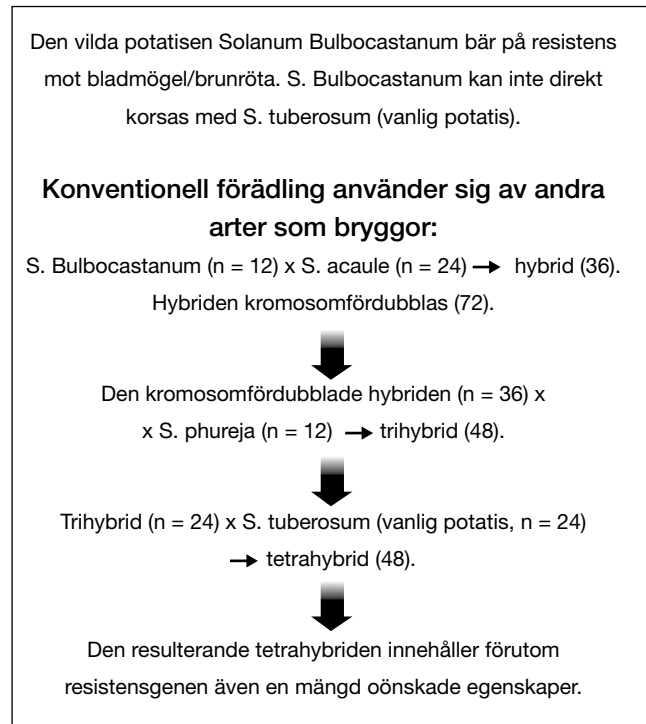 Den vilda potatisen Solanum Bulbocastanum bär på resistens
mot bladmögel/brunröta. S. Bulbocastanum kan inte direkt
korsas med S. tuberosum (vanlig potatis).
Konventionell förädling använder sig av andra
arter som bryggor:
S. Bulbocastanum (n = 12) x S. acaule (n = 24) → hybrid (36).
Hybriden kromosomfördubblas (72).
Den kromosomfördubblade hybriden (n = 36) x
x S. phureja (n = 12) → trihybrid (48).
Trihybrid (n = 24) x S. tuberosum (vanlig potatis, n = 24)
→ tetrahybrid (48).
Den resulterande tetrahybriden innehåller förutom
resistensgenen även en mängd oönskade egenskaper.